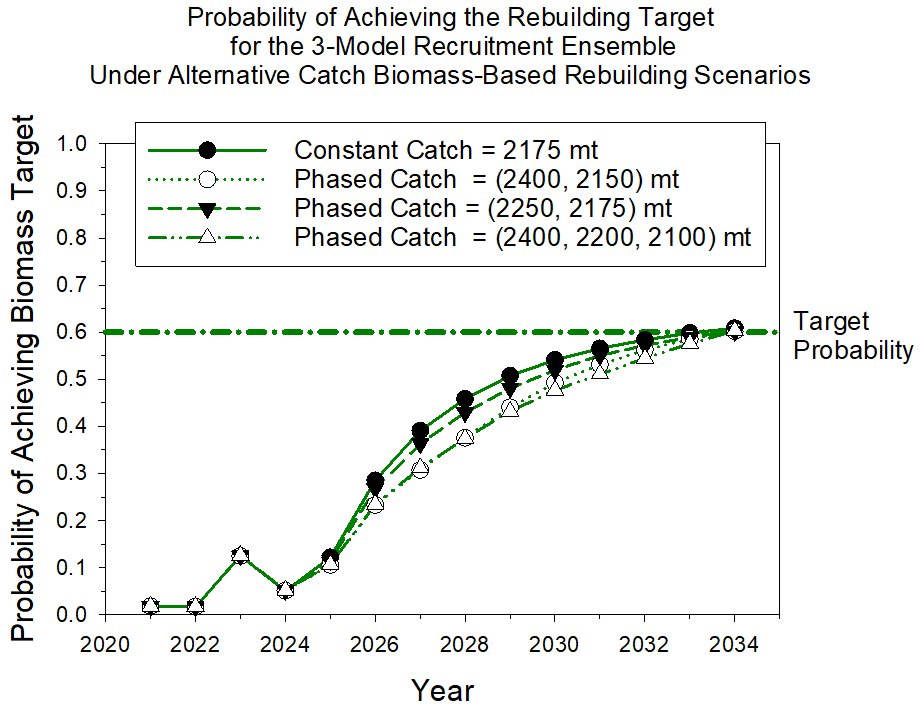 Probability of Achieving the Rebuilding Target
for the 3-Model Recruitment Ensemble
Under Alternative Catch Biomass-Based Rebuilding Scenarios
Probability of Achieving Biomass Target
1.0
0.9
0.8
0.7
0.6
0.5
0.4
0.3
0.2
0.1
0.0
Constant Catch = 2175 mt
Phased Catch = (2400, 2150) mt
Phased Catch = (2250, 2175) mt
Phased Catch = (2400, 2200, 2100) mt
Target
Probability
2020 2022 2024 2026 2028 2030 2032 2034
Year